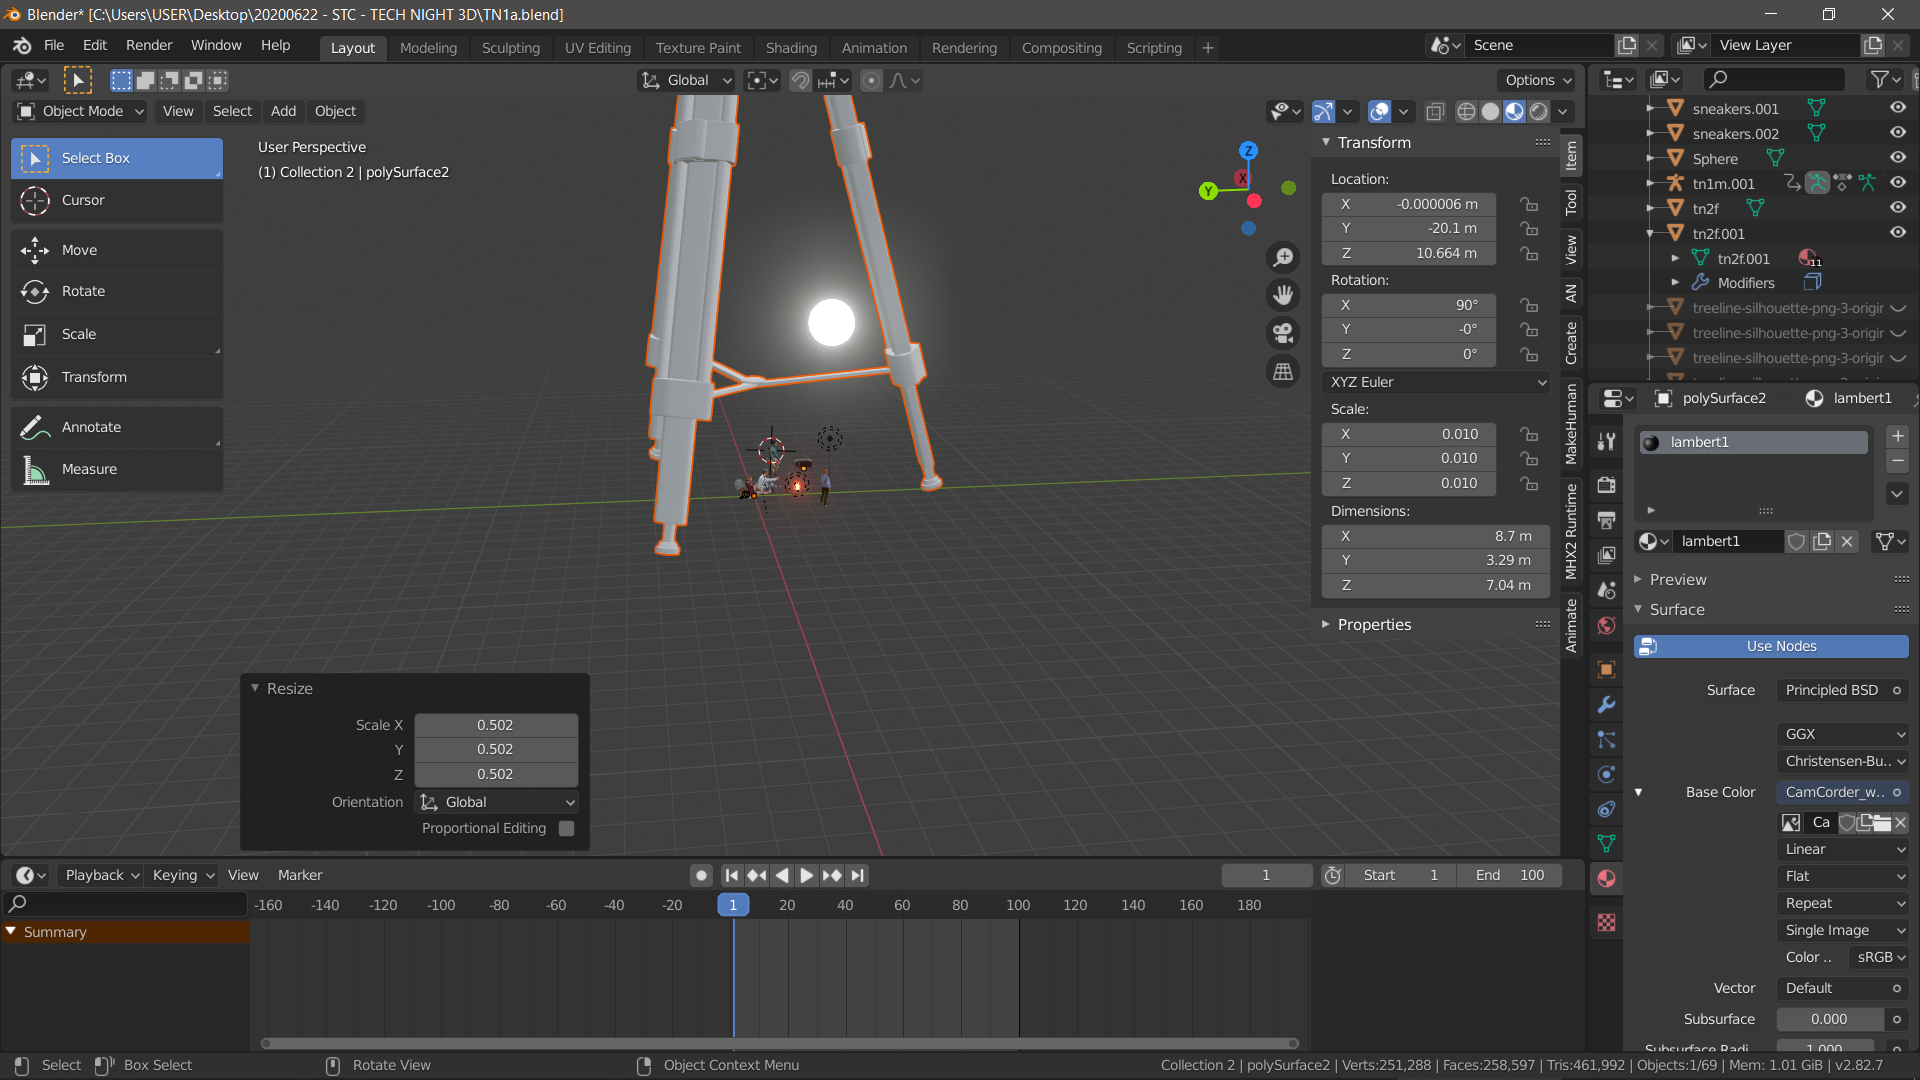 Blender* [C:\Users\USER\Desktop\20200622 - STC - TECH NIGHT 3D\TN1a.blend]
File Edit Render Window Help
Layout Modeling Sculpting UV Editing Texture Paint Shading Animation Rendering Compositing Scripting +
Scene
View Layer
Global
Options
Object Mode View Select Add Object
Select Box
Cursor
Move
Rotate
Scale
Transform
Annotate
Measure
User Perspective
(1) Collection 2 | polySurface2
Z
X
Y
Transform
Location:
X -0.000006 m
Y -20.1 m
Z 10.664 m
Rotation:
X 90°
Y -0°
Z 0°
XYZ Euler
Scale:
X 0.010
Y 0.010
Z 0.010
Dimensions:
X 8.7 m
Y 3.29 m
Z 7.04 m
Properties
Item
Tool
View
AN
Create
MakeHuman
MHX2 Runtime
Animate
sneakers.001
sneakers.002
Sphere
tn1m.001
tn2f
tn2f.001
tn2f.001 11
Modifiers
treeline-silhouette-png-3-origir
treeline-silhouette-png-3-origir
treeline-silhouette-png-3-origir
polySurface2 lambert1
lambert1
lambert1
Preview
Surface
Use Nodes
Surface Principled BSD
GGX
Christensen-Bu..
Base Color CamCorder_w..
Ca
Linear
Flat
Repeat
Single Image
Color .. sRGB
Vector Default
Subsurface 0.000
Subsurface Radi 1.000
Resize
Scale X 0.502
Y 0.502
Z 0.502
Orientation Global
Proportional Editing
Playback Keying View Marker
1
Start 1
End 100
-160 -140 -120 -100 -80 -60 -40 -20 1 20 40 60 80 100 120 140 160 180
Summary
Select Box Select Rotate View Object Context Menu
Collection 2 | polySurface2 | Verts:251,288 | Faces:258,597 | Tris:461,992 | Objects:1/69 | Mem: 1.01 GiB | v2.82.7